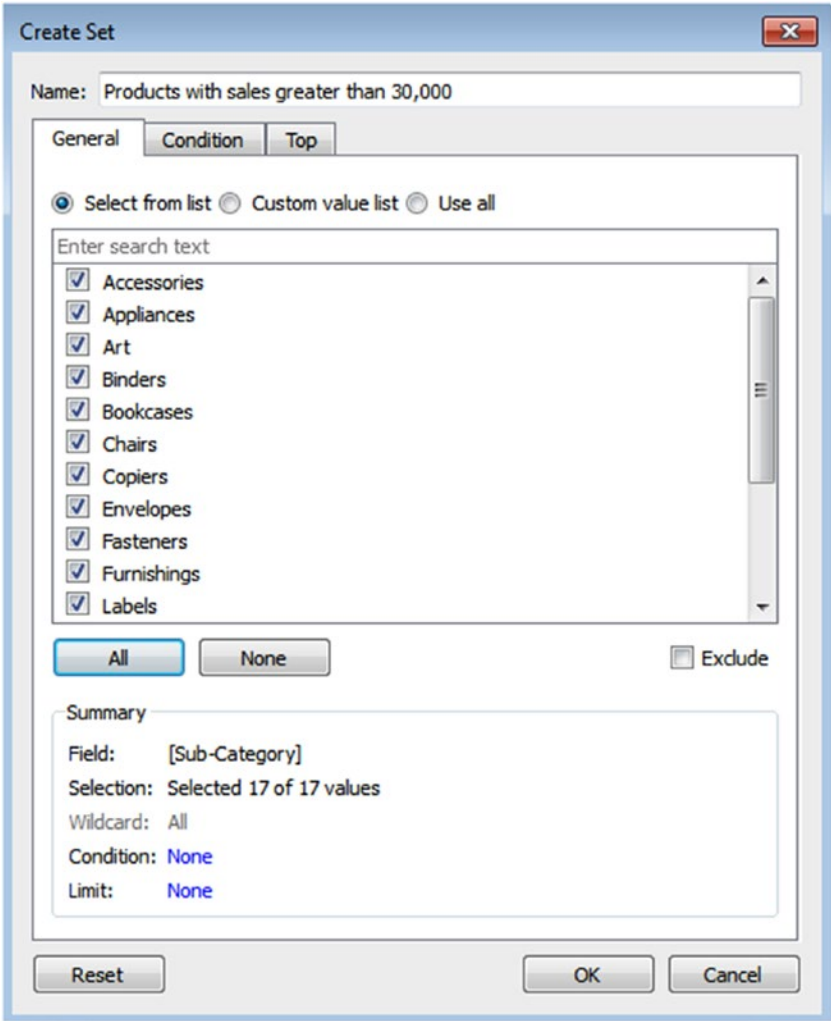 Create Set
Name: Products with sales greater than 30,000
General Condition Top
Select from list Custom value list Use all
Enter search text
Accessories
Appliances
Art
Binders
Bookcases
Chairs
Copiers
Envelopes
Fasteners
Furnishings
Labels
All None Exclude
Summary
Field: [Sub-Category]
Selection: Selected 17 of 17 values
Wildcard: All
Condition: None
Limit: None
Reset OK Cancel